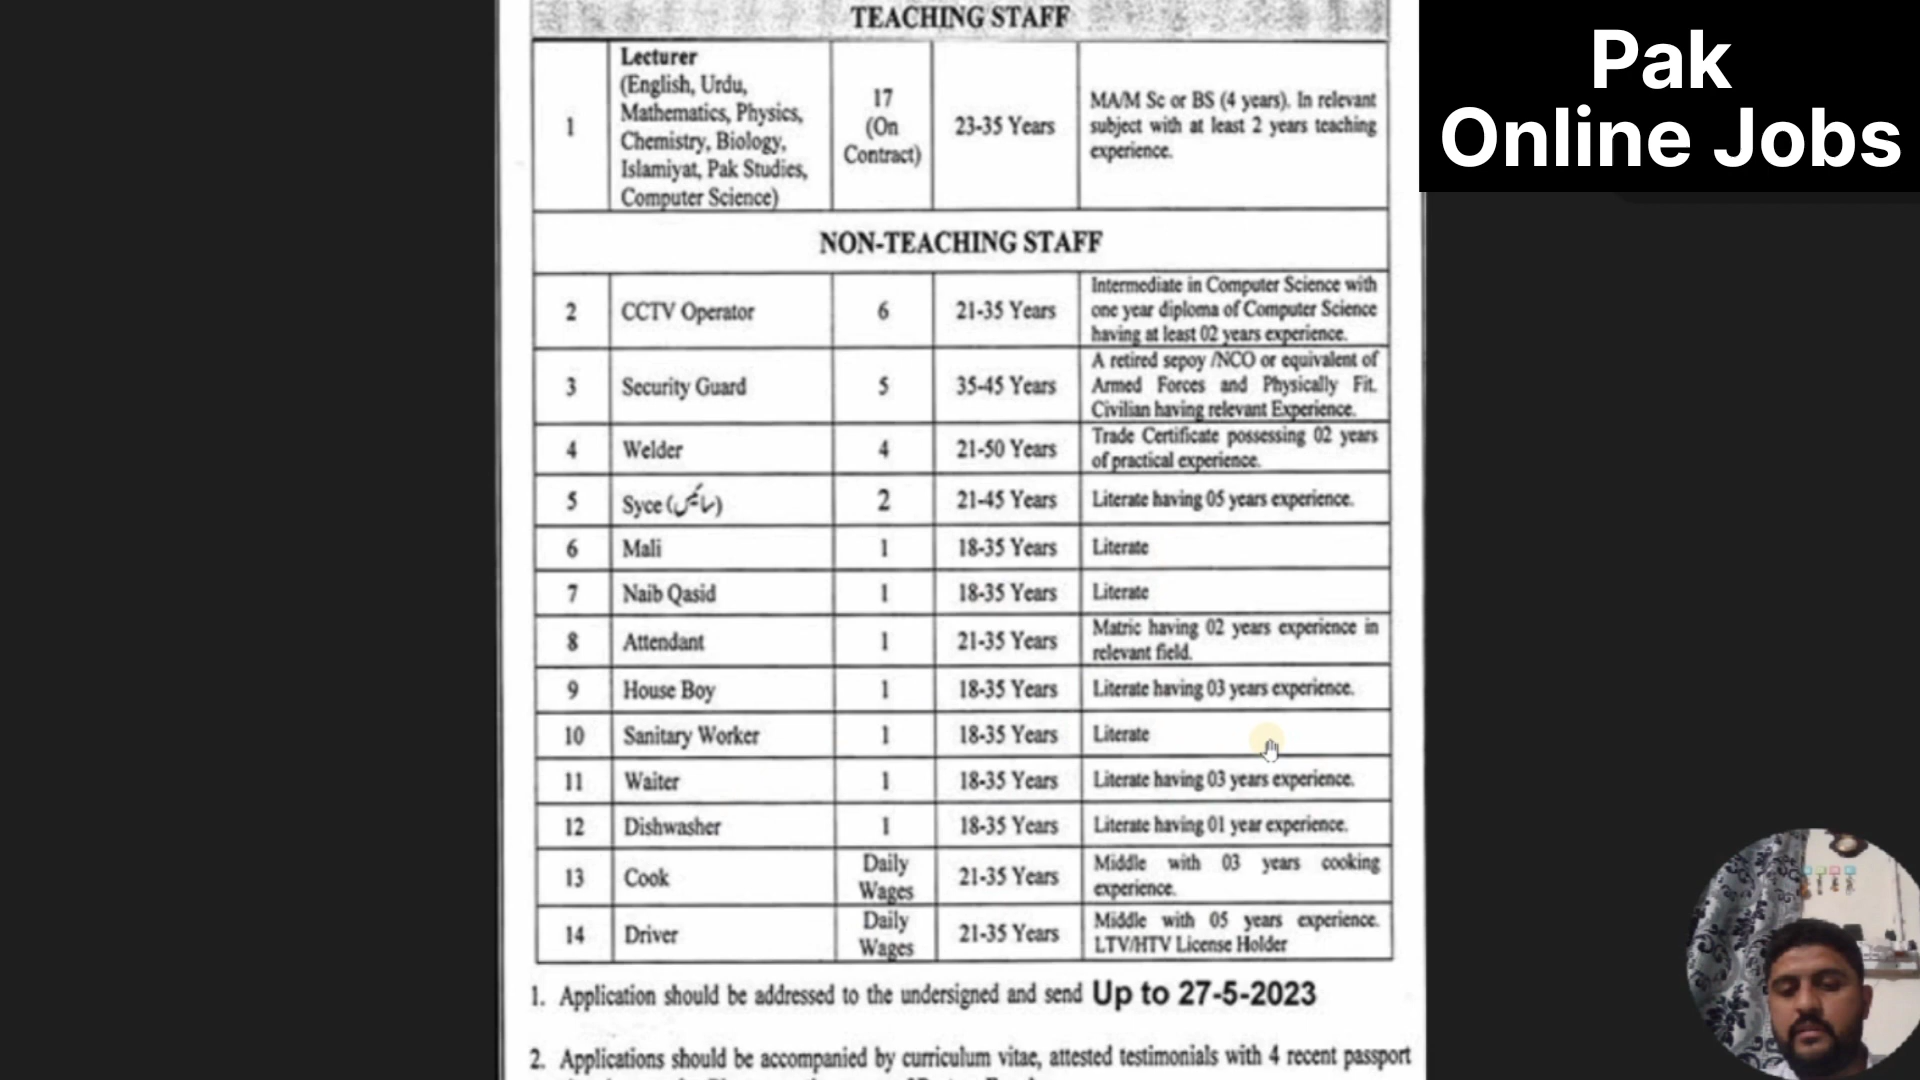 TEACHING STAFF
Pak
Online Jobs
1
Lecturer
(English, Urdu,
Mathematics, Physics,
Chemistry, Biology,
Islamiyat, Pak Studies,
Computer Science)
17
(On
Contract)
23-35 Years
MA/M Sc or BS (4 years). In relevant
subject with at least 2 years teaching
experience.
NON-TEACHING STAFF
2
CCTV Operator
6
21-35 Years
Intermediate in Computer Science with
one year diploma of Computer Science
having at least 02 years experience.
3
Security Guard
5
35-45 Years
A retired sepoy /NCO or equivalent of
Armed Forces and Physically Fit.
Civilian having relevant Experience.
4
Welder
4
21-50 Years
Trade Certificate possessing 02 years
of practical experience.
5
Syce (سائیس)
2
21-45 Years
Literate having 05 years experience.
6
Mali
1
18-35 Years
Literate
7
Naib Qasid
1
18-35 Years
Literate
8
Attendant
1
21-35 Years
Matric having 02 years experience in
relevant field.
9
House Boy
1
18-35 Years
Literate having 03 years experience.
10
Sanitary Worker
1
18-35 Years
Literate
11
Waiter
1
18-35 Years
Literate having 03 years experience.
12
Dishwasher
1
18-35 Years
Literate having 01 year experience.
13
Cook
Daily
Wages
21-35 Years
Middle with 03 years cooking
experience.
14
Driver
Daily
Wages
21-35 Years
Middle with 05 years experience.
LTV/HTV License Holder
1. Application should be addressed to the undersigned and send Up to 27-5-2023
2. Applications should be accompanied by curriculum vitae, attested testimonials with 4 recent passport